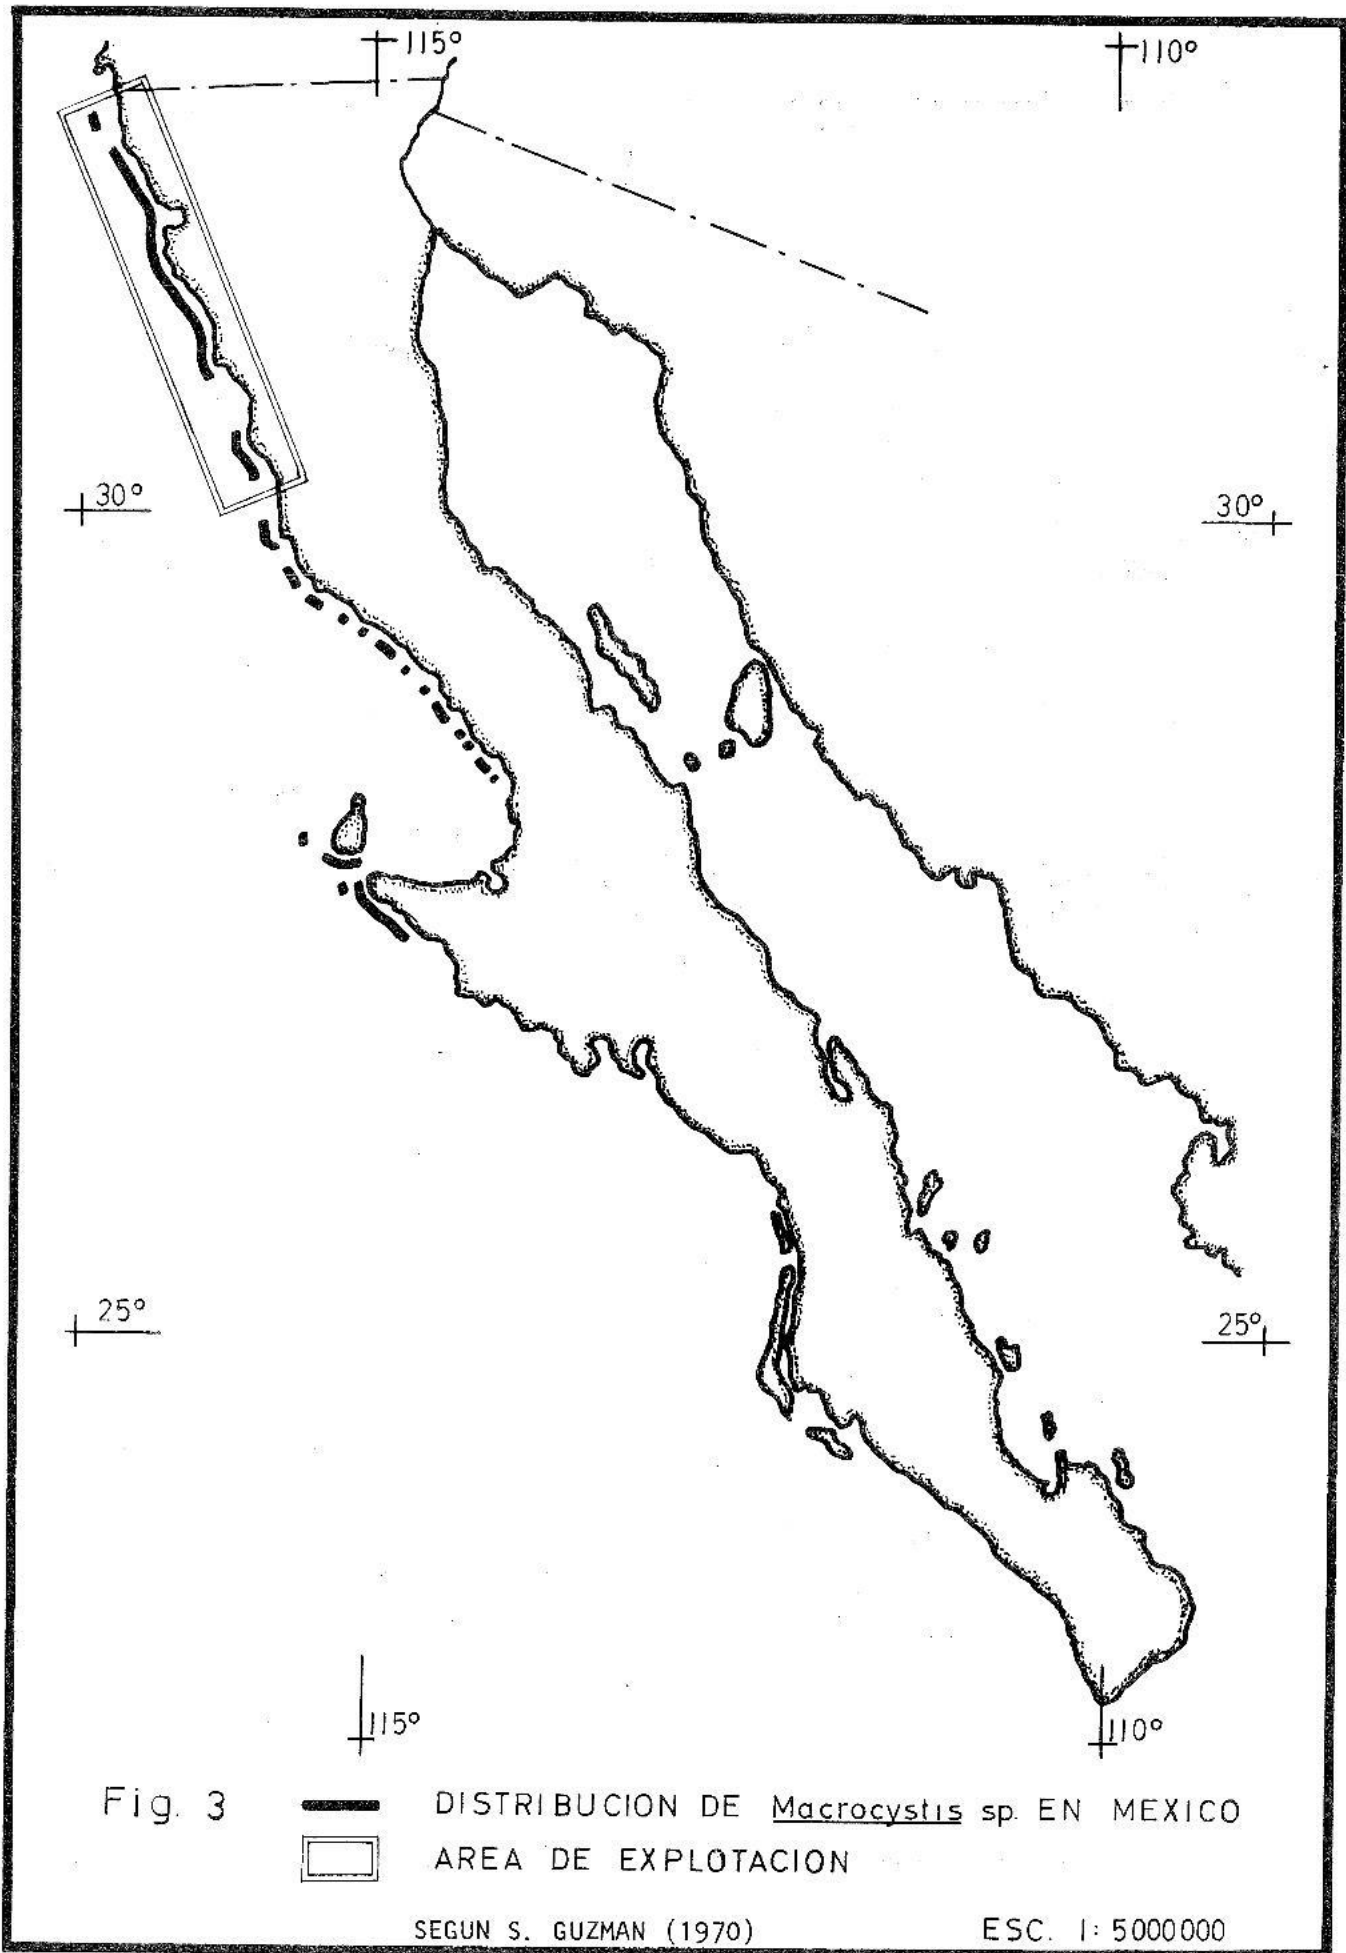 115°
110°
30°
30°
25°
25°
115°
110°
Fig. 3
DISTRIBUCION DE Macrocystis sp. EN MEXICO
AREA DE EXPLOTACION
SEGUN S. GUZMAN (1970)
ESC. 1: 5000000